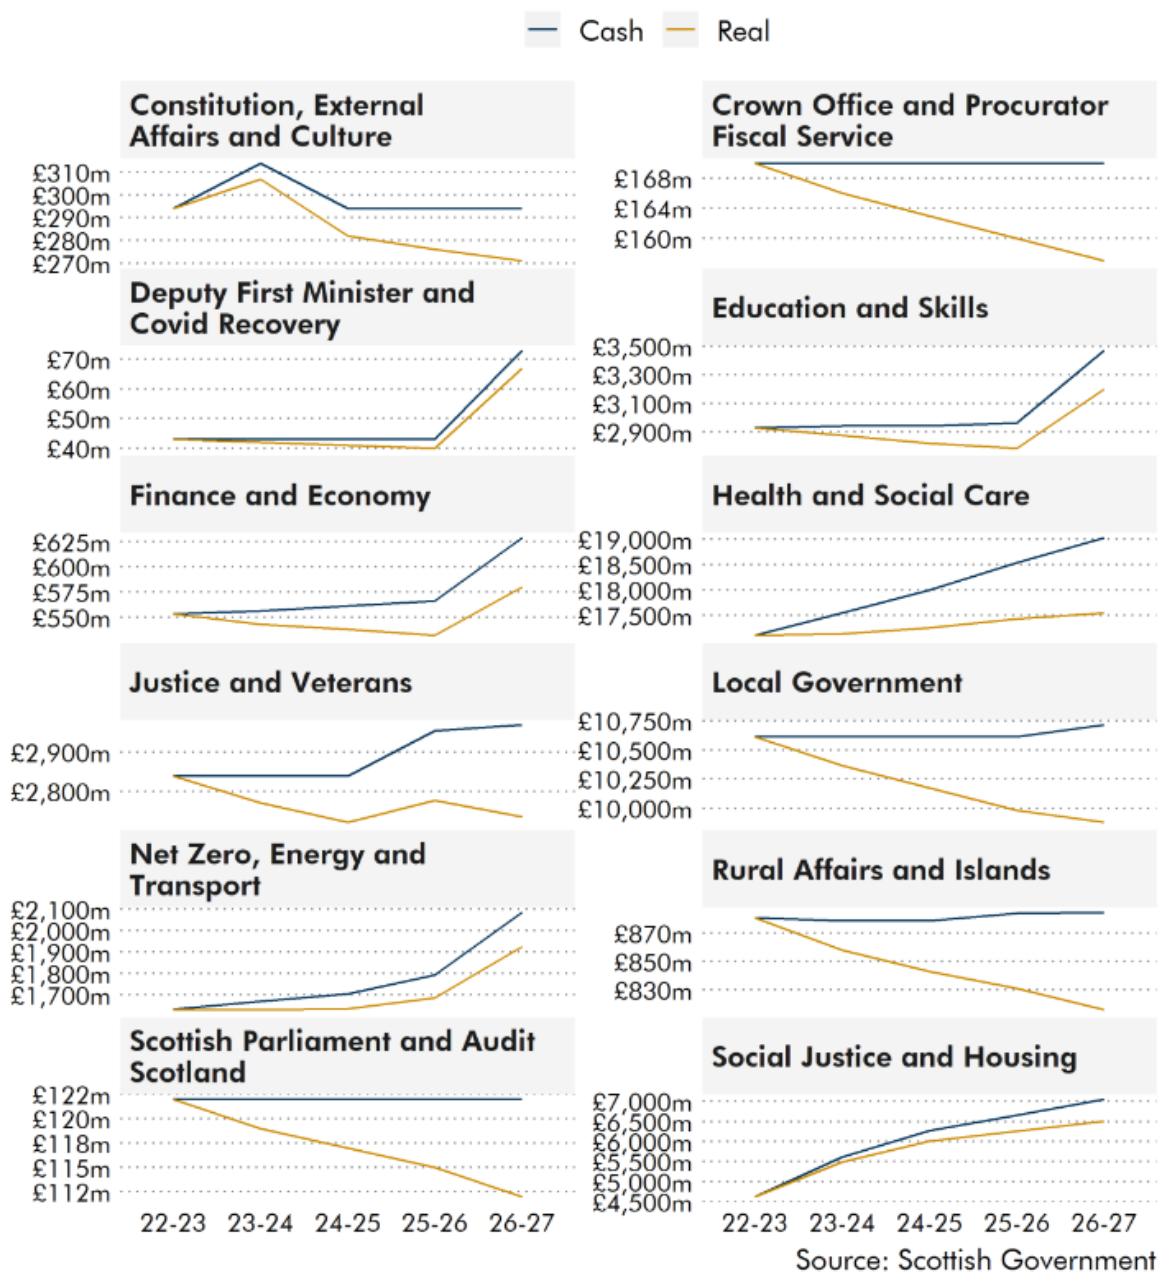 Cash Real
Constitution, External
Affairs and Culture
£310m
£300m
£290m
£280m
£270m
Crown Office and Procurator
Fiscal Service
£168m
£164m
£160m
Deputy First Minister and
Covid Recovery
£70m
£60m
£50m
£40m
Education and Skills
£3,500m
£3,300m
£3,100m
£2,900m
Finance and Economy
£625m
£600m
£575m
£550m
Health and Social Care
£19,000m
£18,500m
£18,000m
£17,500m
Justice and Veterans
£2,900m
£2,800m
Local Government
£10,750m
£10,500m
£10,250m
£10,000m
Net Zero, Energy and
Transport
£2,100m
£2,000m
£1,900m
£1,800m
£1,700m
Rural Affairs and Islands
£870m
£850m
£830m
Scottish Parliament and Audit
Scotland
£122m
£120m
£118m
£115m
£112m
22-23 23-24 24-25 25-26 26-27
Social Justice and Housing
£7,000m
£6,500m
£6,000m
£5,500m
£5,000m
£4,500m
22-23 23-24 24-25 25-26 26-27
Source: Scottish Government